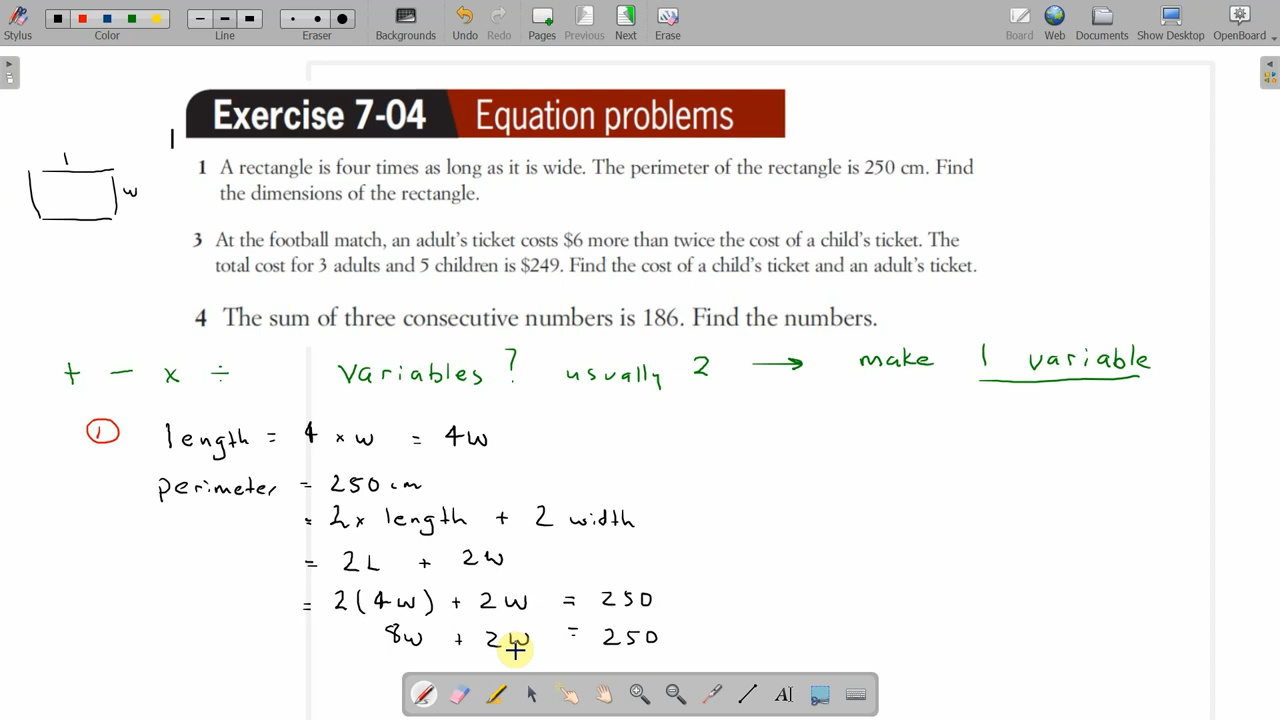 Stylus Color Line Eraser Backgrounds Undo Redo Pages Previous Next Erase Board Web Documents Show Desktop OpenBoard
Exercise 7-04 Equation problems
1
l
w
1 A rectangle is four times as long as it is wide. The perimeter of the rectangle is 250 cm. Find
the dimensions of the rectangle.
3 At the football match, an adult's ticket costs $6 more than twice the cost of a child's ticket. The
total cost for 3 adults and 5 children is $249. Find the cost of a child's ticket and an adult's ticket.
4 The sum of three consecutive numbers is 186. Find the numbers.
+ − x ÷ variables? usually 2 → make 1 variable
① length = 4 × w = 4w
perimeter = 250 cm
= 2 x length + 2 width
= 2L + 2w
= 2(4w) + 2w = 250
8w + 2w = 250
AI